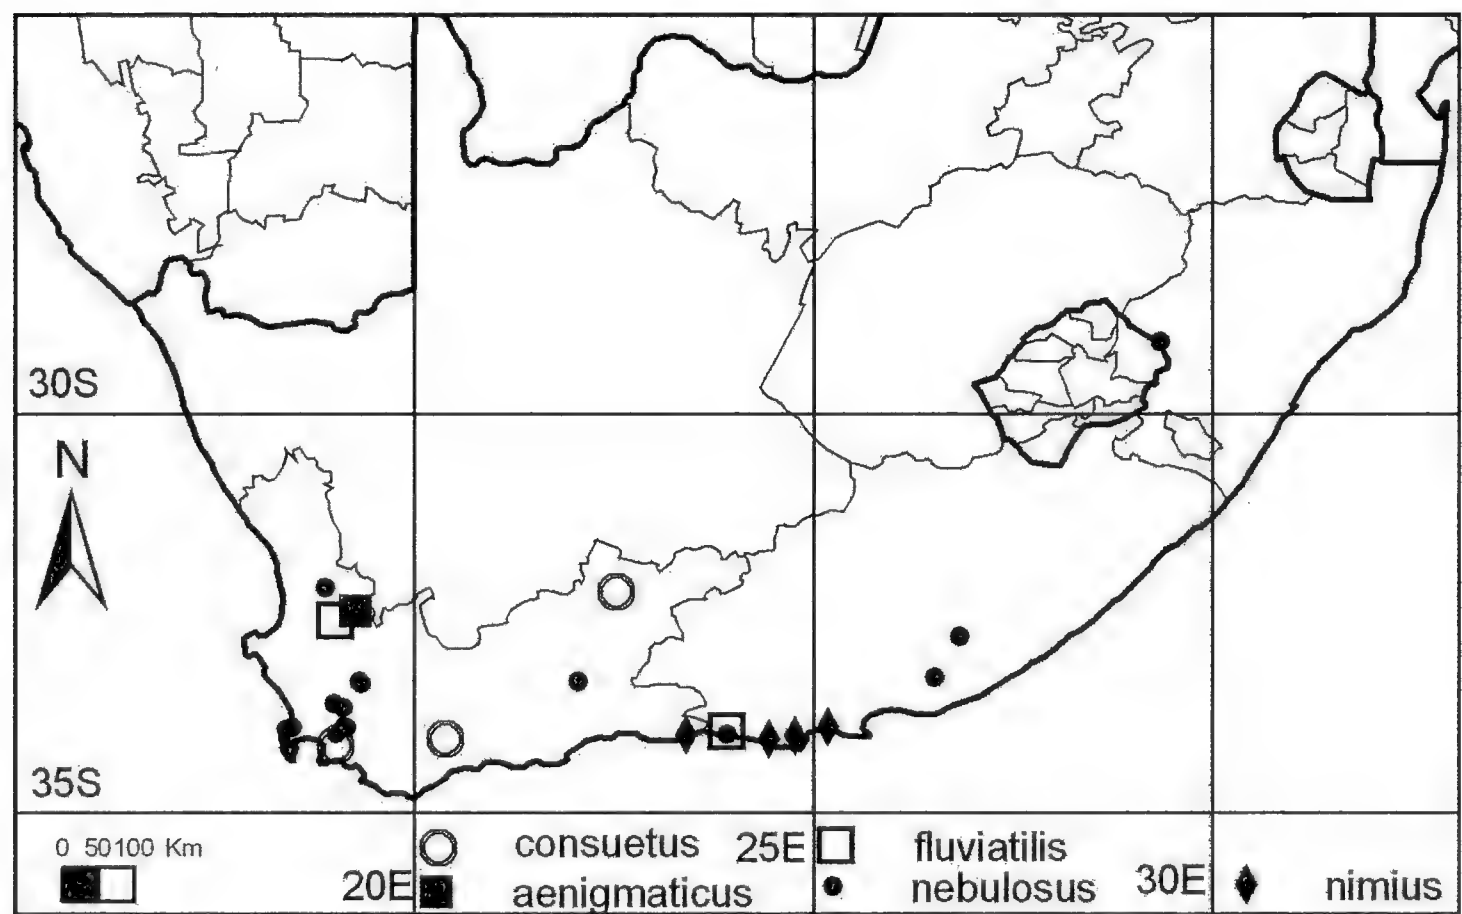 30S
N
35S
0 50100 Km
20E
consuetus
aenigmaticus
25E
fluviatilis
nebulosus
30E
nimius